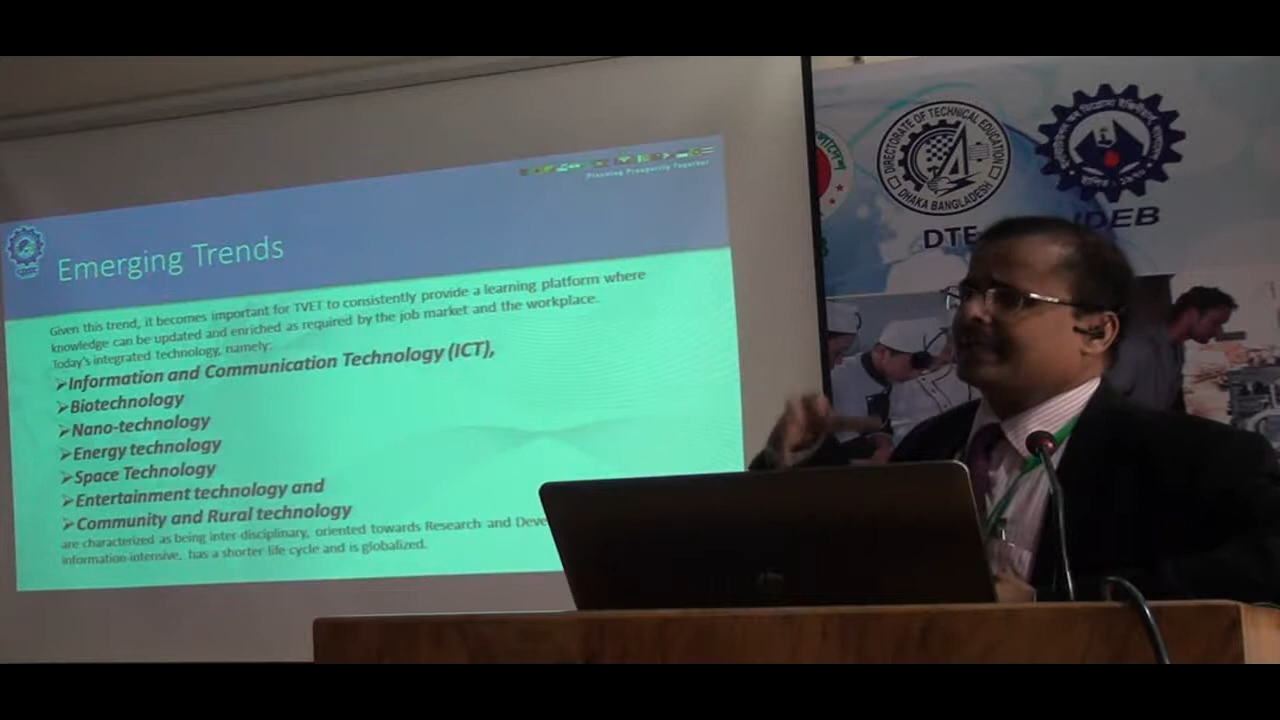 Planning Prosperity Together
Emerging Trends
Given this trend, it becomes important for TVET to consistently provide a learning platform where
knowledge can be updated and enriched as required by the job market and the workplace.
Today's integrated technology, namely:
➢Information and Communication Technology (ICT),
➢Biotechnology
➢Nano-technology
➢Energy technology
➢Space Technology
➢Entertainment technology and
➢Community and Rural technology
are characterized as being inter-disciplinary, oriented towards Research and Deve
information-intensive, has a shorter life cycle and is globalized.
DIRECTORATE OF TECHNICAL EDUCATION
DHAKA BANGLADESH
DTE
IDEB
hp